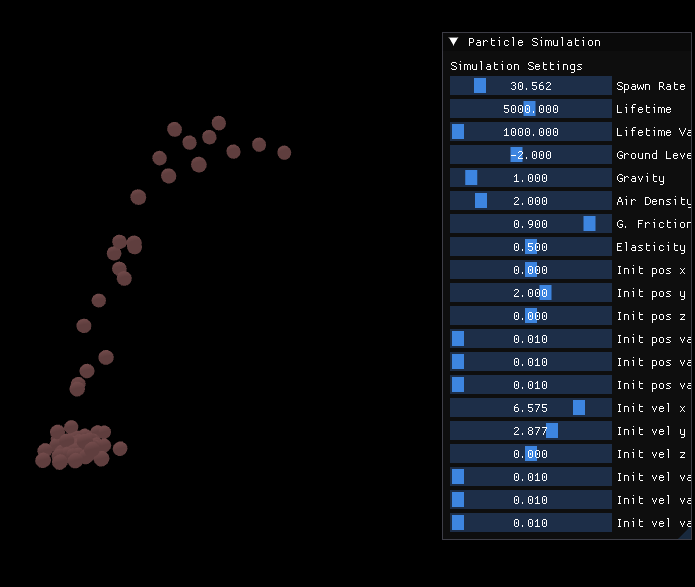 Particle Simulation
Simulation Settings
30.562 Spawn Rate
5000.000 Lifetime
1000.000 Lifetime Va
-2.000 Ground Leve
1.000 Gravity
2.000 Air Density
0.900 G. Friction
0.500 Elasticity
0.000 Init pos x
2.000 Init pos y
0.000 Init pos z
0.010 Init pos va
0.010 Init pos va
0.010 Init pos va
6.575 Init vel x
2.877 Init vel y
0.000 Init vel z
0.010 Init vel va
0.010 Init vel va
0.010 Init vel va